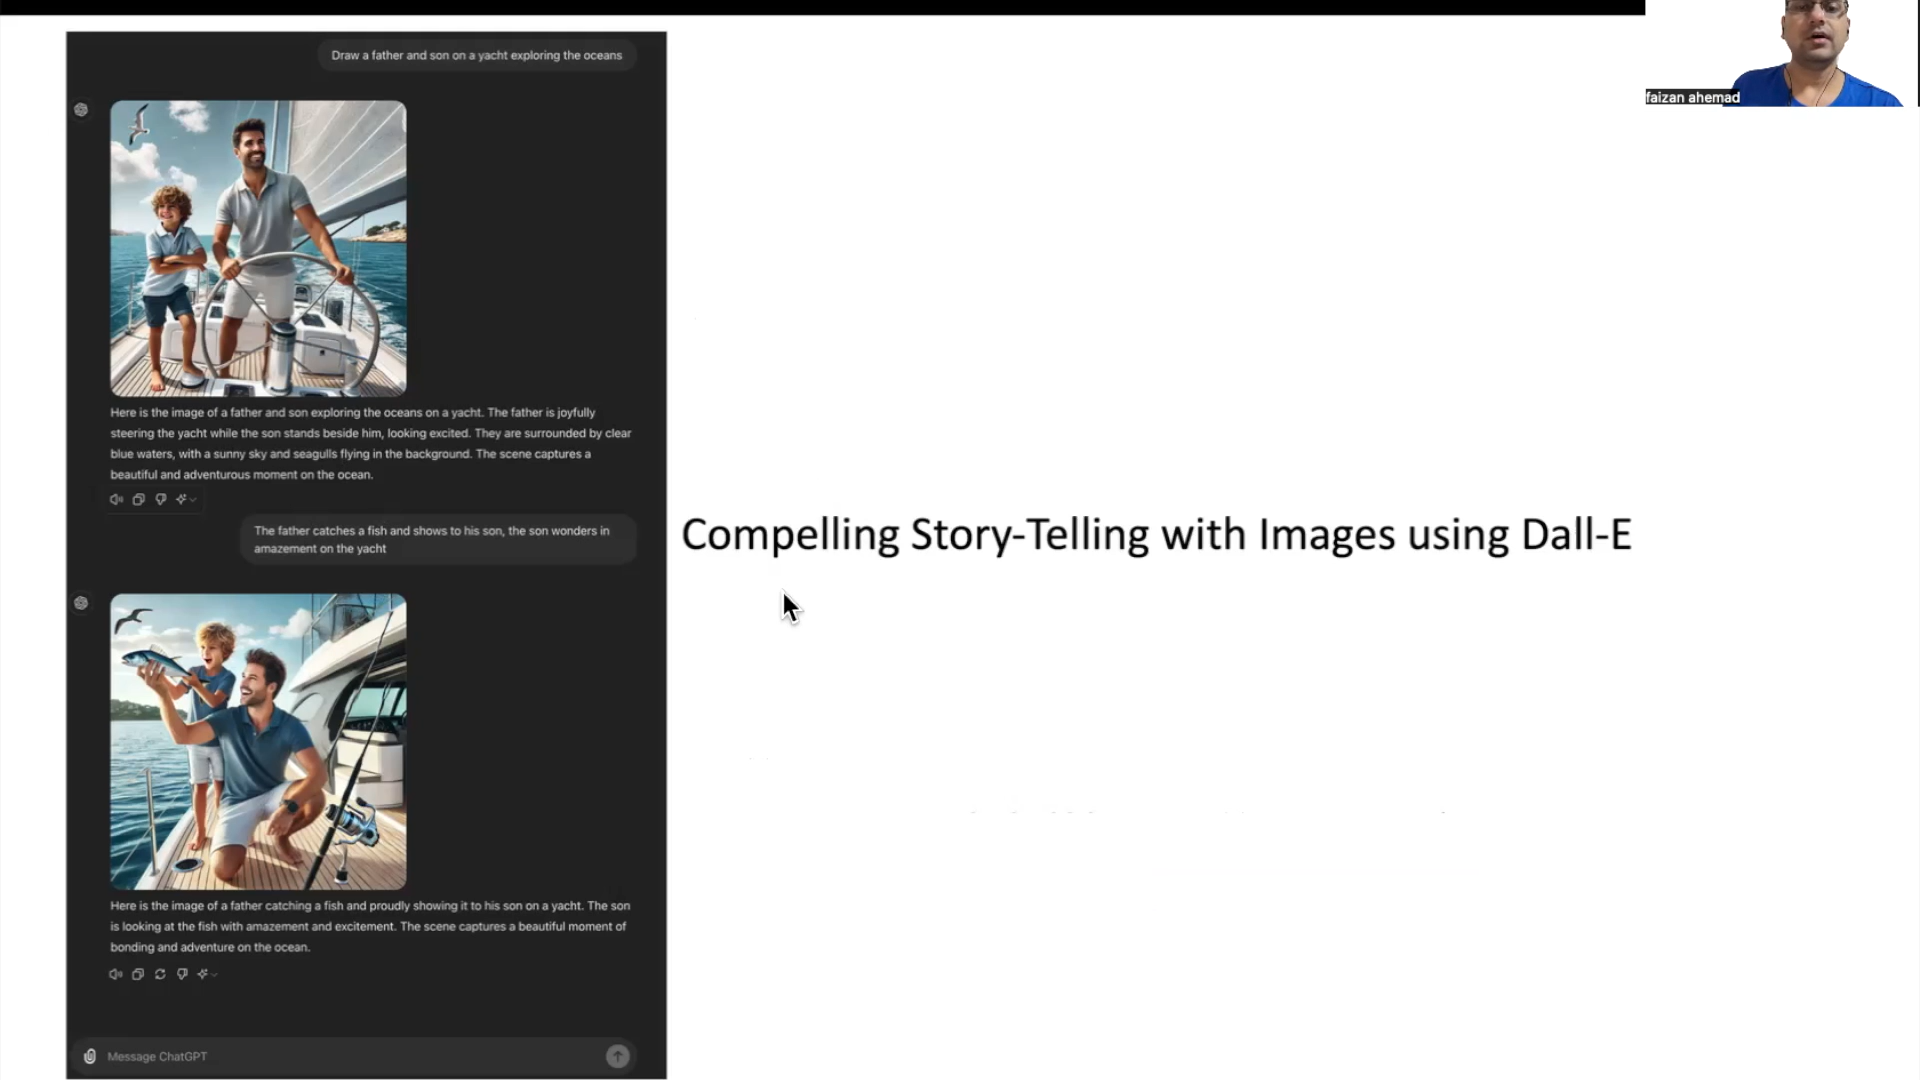 Draw a father and son on a yacht exploring the oceans
Here is the image of a father and son exploring the oceans on a yacht. The father is joyfully
steering the yacht while the son stands beside him, looking excited. They are surrounded by clear
blue waters, with a sunny sky and seagulls flying in the background. The scene captures a
beautiful and adventurous moment on the ocean.
The father catches a fish and shows to his son, the son wonders in
amazement on the yacht
Here is the image of a father catching a fish and proudly showing it to his son on a yacht. The son
is looking at the fish with amazement and excitement. The scene captures a beautiful moment of
bonding and adventure on the ocean.
Message ChatGPT
Compelling Story-Telling with Images using Dall-E
faizan ahemad